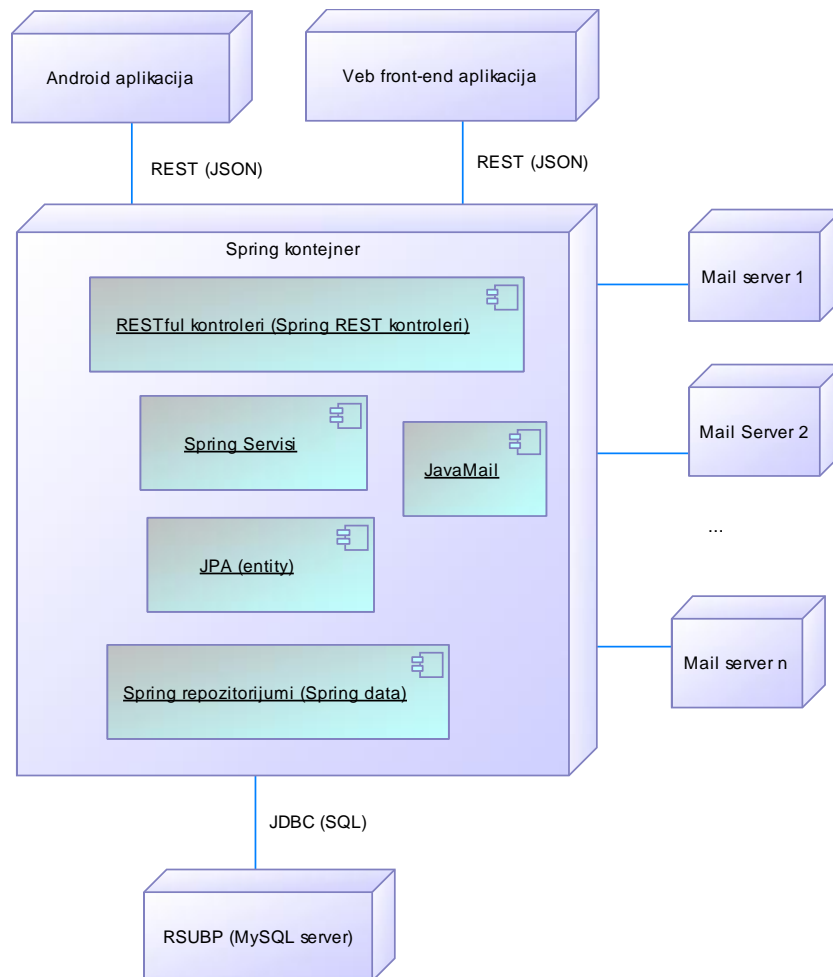 Android aplikacija
Veb front-end aplikacija
REST (JSON)
REST (JSON)
Spring kontejner
RESTful kontroleri (Spring REST kontroleri)
Spring Servisi
JavaMail
JPA (entity)
Spring repozitorijumi (Spring data)
Mail server 1
Mail Server 2
...
Mail server n
JDBC (SQL)
RSUBP (MySQL server)